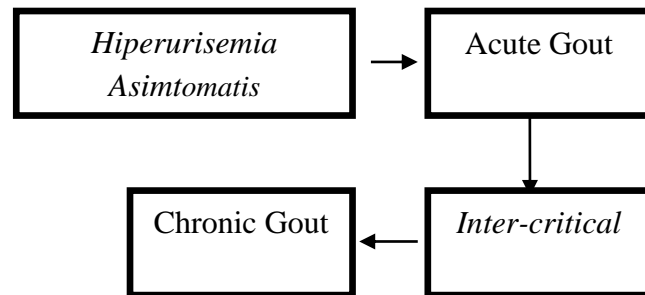 Hiperurisemia
Asimtomatis
Acute Gout
Inter-critical
Chronic Gout